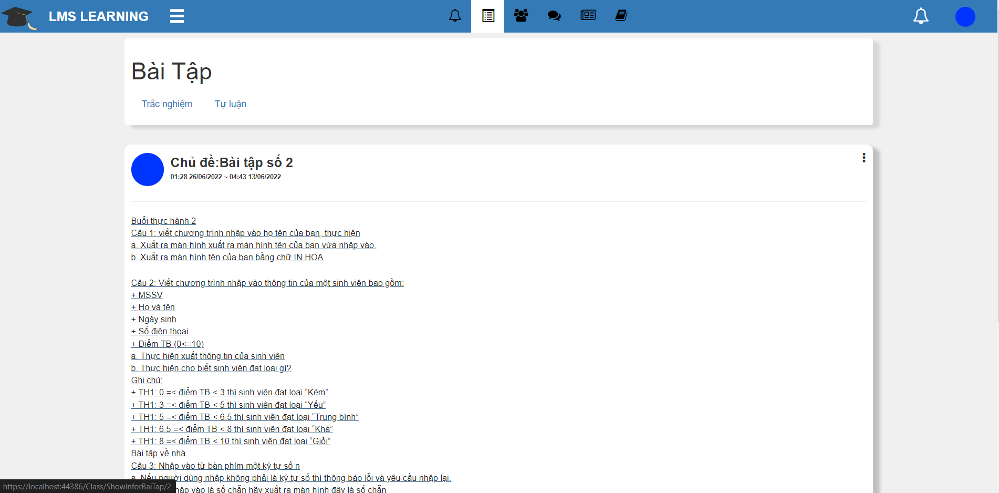 LMS LEARNING
Bài Tập
Trắc nghiệm Tự luận
Chủ đề:Bài tập số 2
01:28 26/06/2022 ~ 04:43 13/06/2022
Buổi thực hành 2
Câu 1: viết chương trình nhập vào họ tên của bạn, thực hiện
a. Xuất ra màn hình xuất ra màn hình tên của bạn vừa nhập vào.
b. Xuất ra màn hình tên của bạn bằng chữ IN HOA
Câu 2: Viết chương trình nhập vào thông tin của một sinh viên bao gồm:
+ MSSV
+ Họ và tên
+ Ngày sinh
+ Số điện thoại
+ Điểm TB (0<=10)
a. Thực hiện xuất thông tin của sinh viên
b. Thực hiện cho biết sinh viên đạt loại gì?
Ghi chú:
+ TH1: 0 =< điểm TB < 3 thì sinh viên đạt loại “Kém”
+ TH1: 3 =< điểm TB < 5 thì sinh viên đạt loại “Yếu”
+ TH1: 5 =< điểm TB < 6.5 thì sinh viên đạt loại “Trung bình”
+ TH1: 6.5 =< điểm TB < 8 thì sinh viên đạt loại “Khá”
+ TH1: 8 =< điểm TB < 10 thì sinh viên đạt loại “Giỏi”
Bài tập về nhà
Câu 3: Nhập vào từ bàn phím một ký tự số n
a. Nếu người dùng nhập không phải là ký tự số thì thông báo lỗi và yêu cầu nhập lại.
vào là số chẵn hãy xuất ra màn hình đây là số chẵn
https://localhost:44386/Class/ShowInforBaiTap/2